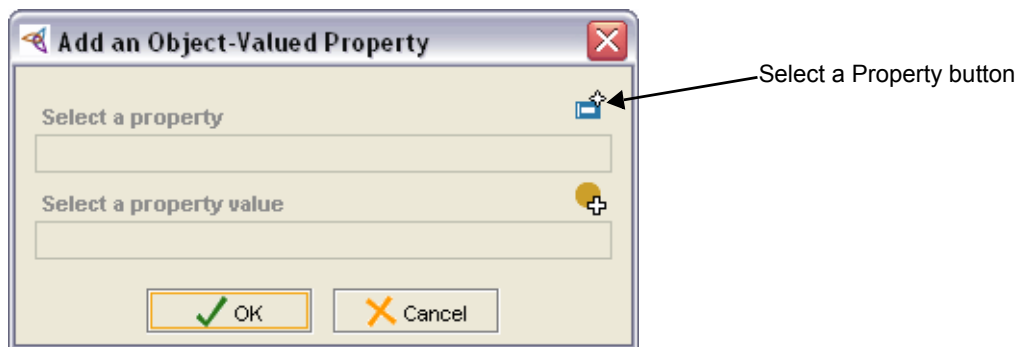 Add an Object-Valued Property
Select a Property button
Select a property
Select a property value
OK
Cancel